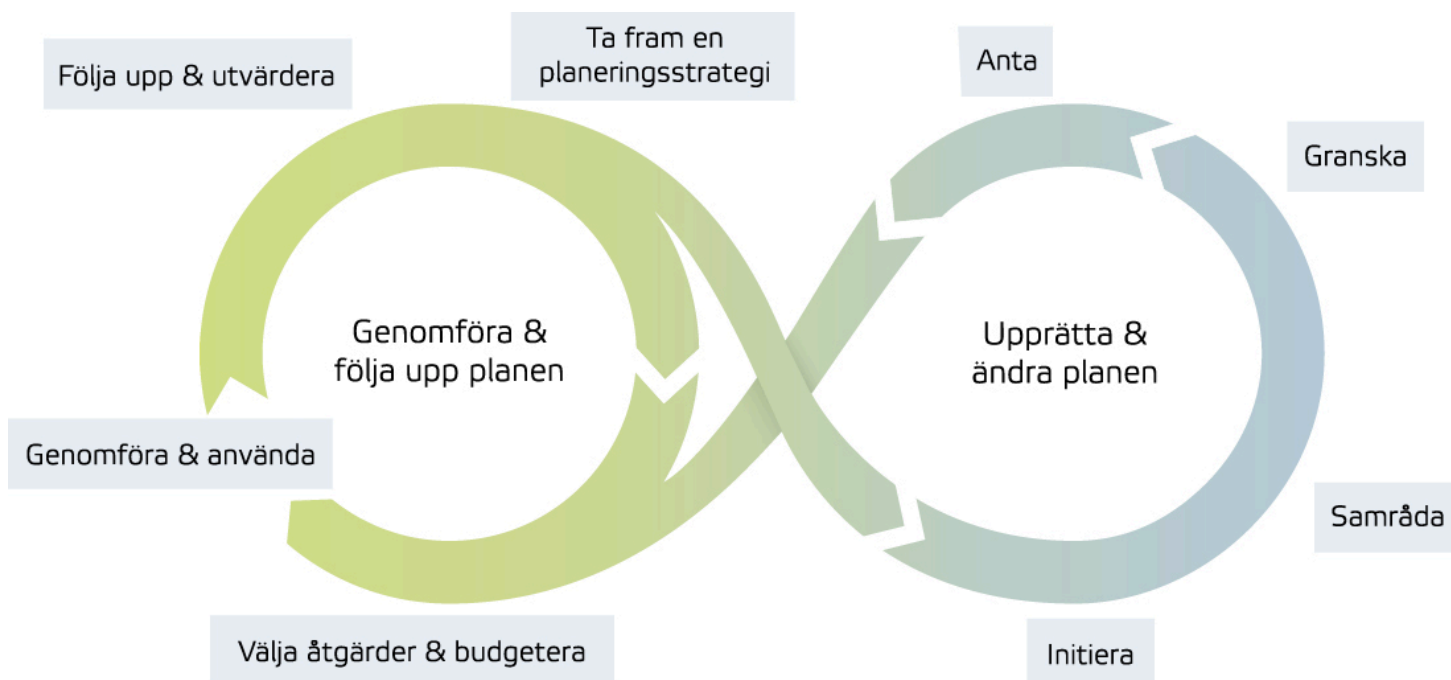 Ta fram en
planeringsstrategi
Följa upp & utvärdera
Anta
Granska
Genomföra &
följa upp planen
Upprätta &
ändra planen
Genomföra & använda
Samråda
Välja åtgärder & budgetera
Initiera